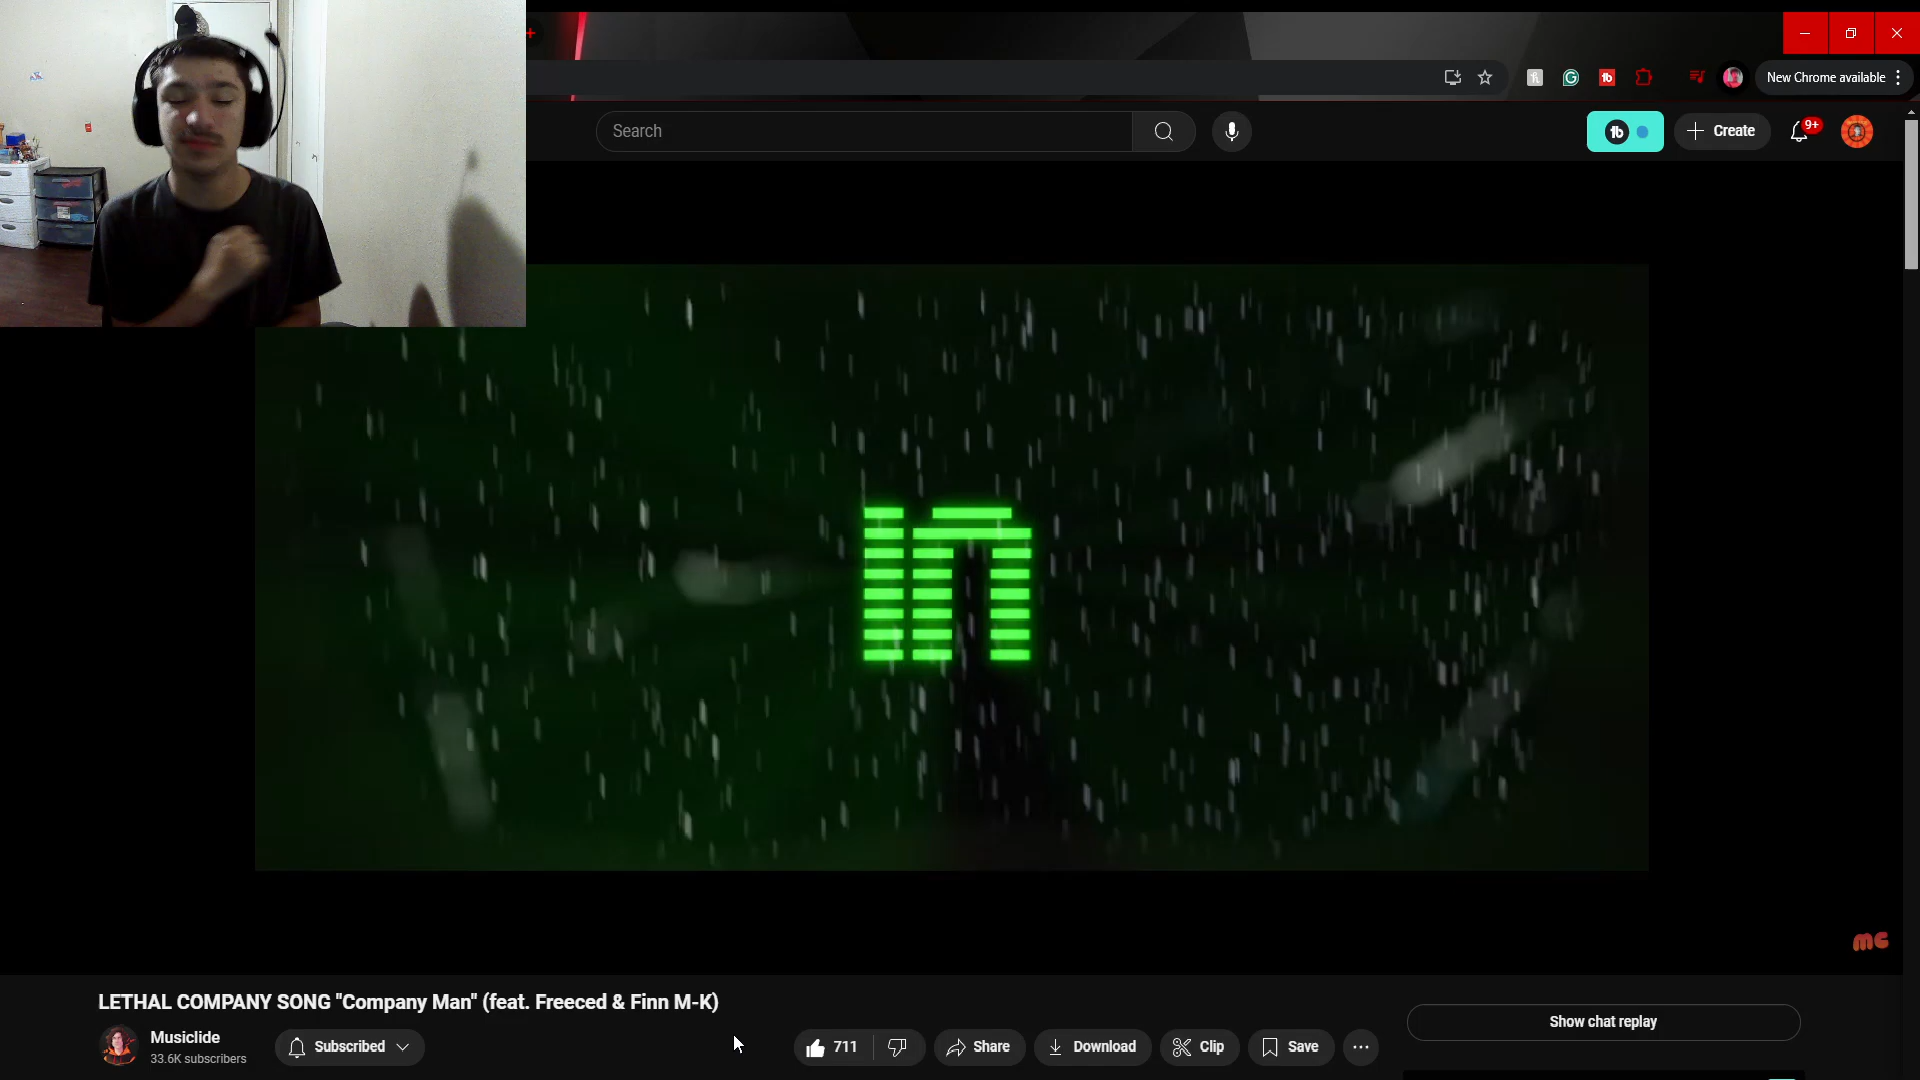 New Chrome available
Search
Create
9+
in
mc
LETHAL COMPANY SONG "Company Man" (feat. Freeced & Finn M-K)
Musiclide
33.6K subscribers
Subscribed
711
Share
Download
Clip
Save
Show chat replay